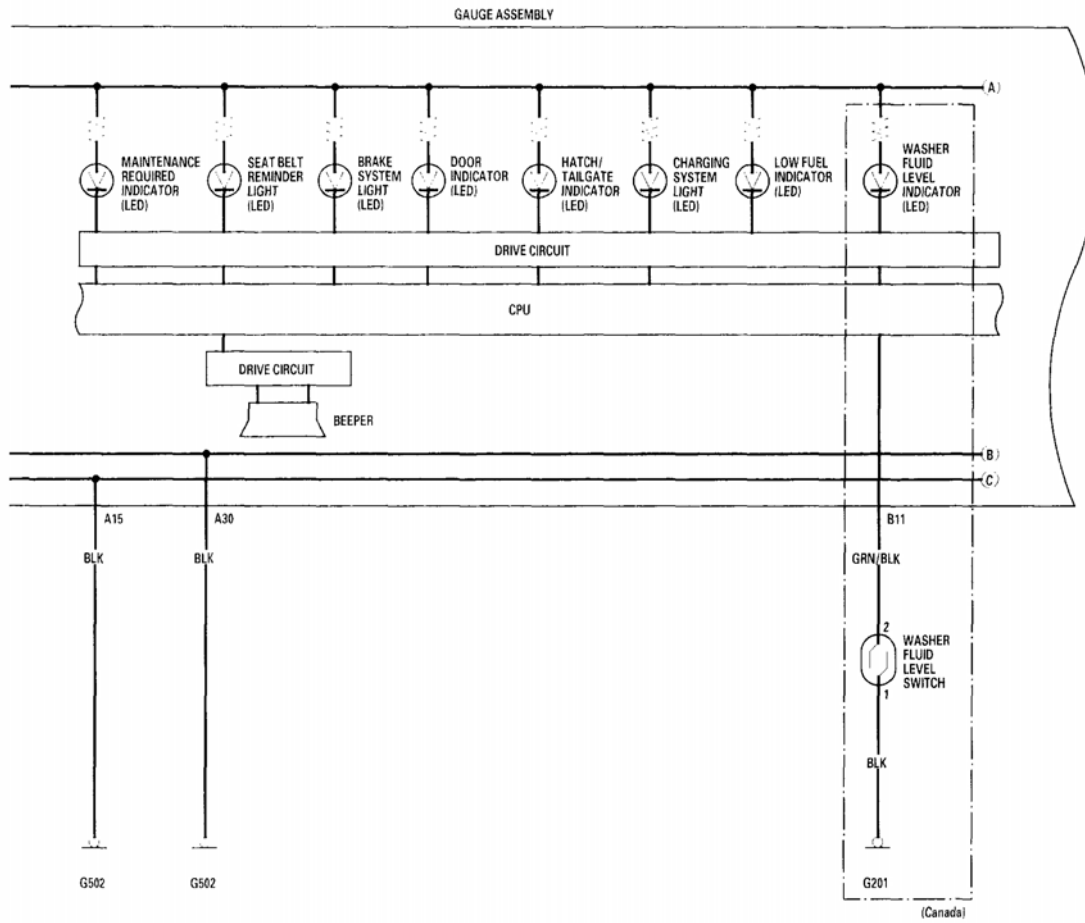 GAUGE ASSEMBLY
(A)
MAINTENANCE
REQUIRED
INDICATOR
(LED)
SEAT BELT
REMINDER
LIGHT
(LED)
BRAKE
SYSTEM
LIGHT
(LED)
DOOR
INDICATOR
(LED)
HATCH/
TAILGATE
INDICATOR
(LED)
CHARGING
SYSTEM
LIGHT
(LED)
LOW FUEL
INDICATOR
(LED)
WASHER
FLUID
LEVEL
INDICATOR
(LED)
DRIVE CIRCUIT
CPU
DRIVE CIRCUIT
BEEPER
(B)
(C)
A15
A30
B11
BLK
BLK
GRN/BLK
2
WASHER
FLUID
LEVEL
SWITCH
1
BLK
G502
G502
G201
(Canada)